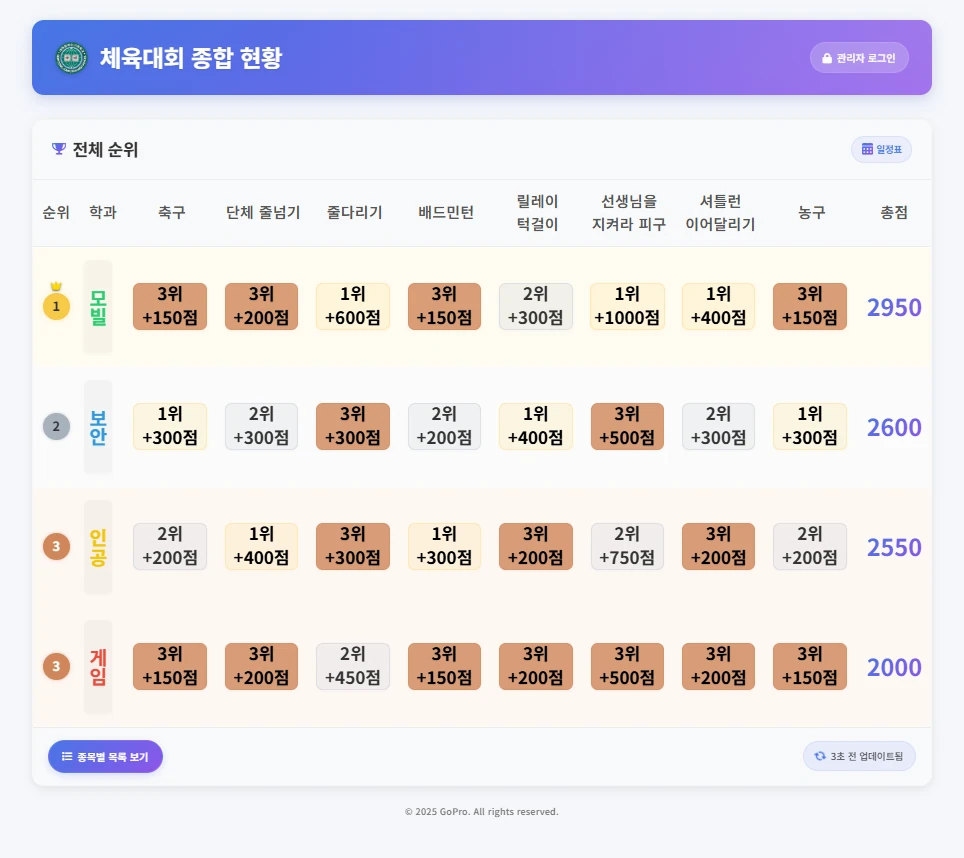 체육대회 종합 현황
관리자 로그인
전체 순위
일정표
순위 학과 축구 단체 줄넘기 줄다리기 배드민턴 릴레이 턱걸이 선생님을 지켜라 피구 셔틀런 이어달리기 농구 총점
1
모빌
3위 +150점
3위 +200점
1위 +600점
3위 +150점
2위 +300점
1위 +1000점
1위 +400점
3위 +150점
2950
2
보안
1위 +300점
2위 +300점
3위 +300점
2위 +200점
1위 +400점
3위 +500점
2위 +300점
1위 +300점
2600
3
인공
2위 +200점
1위 +400점
3위 +300점
1위 +300점
3위 +200점
2위 +750점
3위 +200점
2위 +200점
2550
3
게임
3위 +150점
3위 +200점
2위 +450점
3위 +150점
3위 +200점
3위 +500점
3위 +200점
3위 +150점
2000
종목별 목록 보기
3초 전 업데이트됨
© 2025 GoPro. All rights reserved.